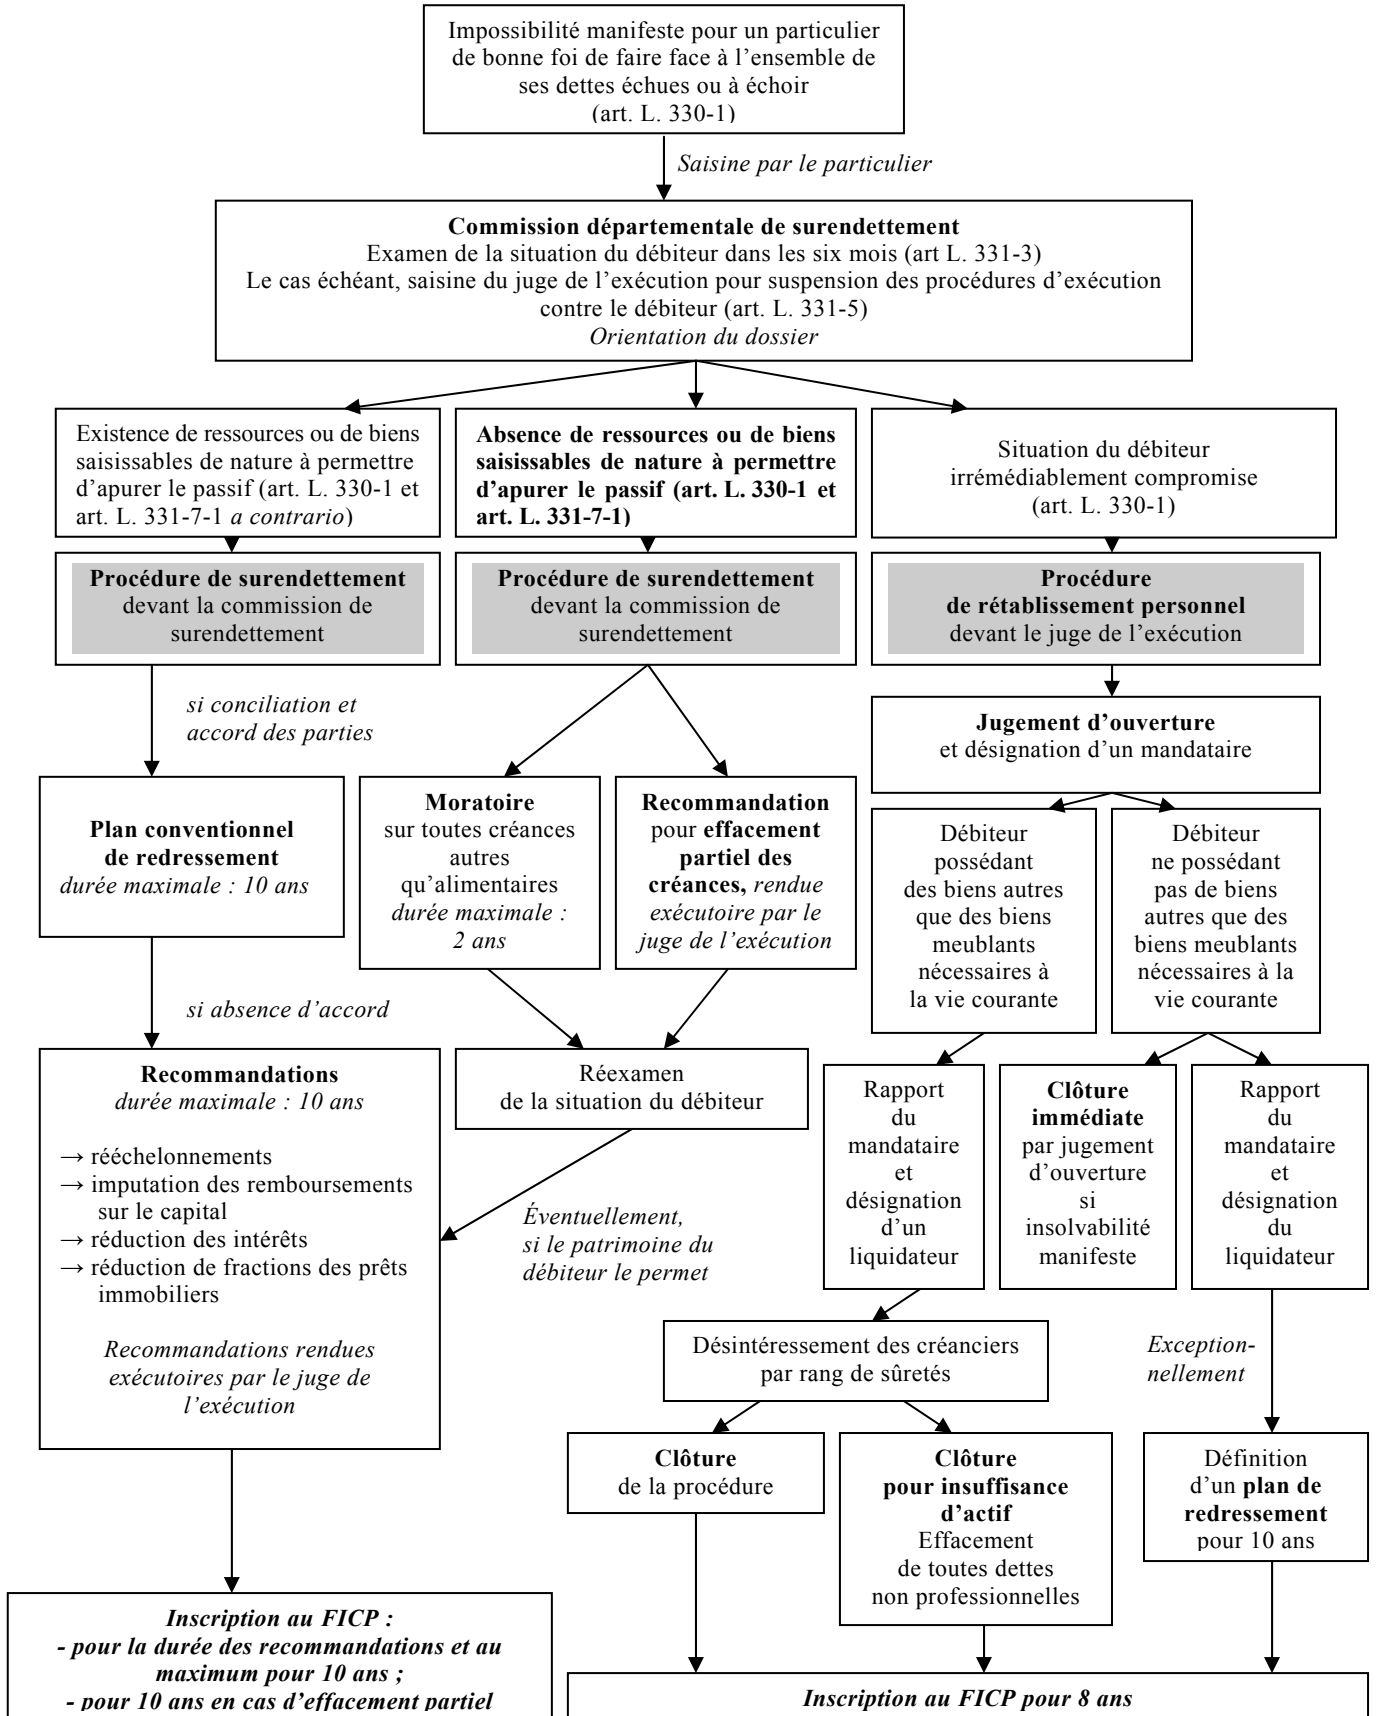 Impossibilité manifeste pour un particulier
de bonne foi de faire face à l’ensemble de
ses dettes échues ou à échoir
(art. L. 330-1)
Saisine par le particulier
Commission départementale de surendettement
Examen de la situation du débiteur dans les six mois (art L. 331-3)
Le cas échéant, saisine du juge de l’exécution pour suspension des procédures d’exécution
contre le débiteur (art. L. 331-5)
Orientation du dossier
Existence de ressources ou de biens
saisissables de nature à permettre
d’apurer le passif (art. L. 330-1 et
art. L. 331-7-1 a contrario)
Absence de ressources ou de biens
saisissables de nature à permettre
d’apurer le passif (art. L. 330-1 et
art. L. 331-7-1)
Situation du débiteur
irrémédiablement compromise
(art. L. 330-1)
Procédure de surendettement
devant la commission de
surendettement
Procédure de surendettement
devant la commission de
surendettement
Procédure
de rétablissement personnel
devant le juge de l’exécution
si conciliation et
accord des parties
Jugement d’ouverture
et désignation d’un mandataire
Plan conventionnel
de redressement
durée maximale : 10 ans
Moratoire
sur toutes créances
autres
qu’alimentaires
durée maximale :
2 ans
Recommandation
pour effacement
partiel des
créances, rendue
exécutoire par le
juge de l’exécution
Débiteur
possédant
des biens autres
que des biens
meublants
nécessaires à
la vie courante
Débiteur
ne possédant
pas de biens
autres que des
biens meublants
nécessaires à la
vie courante
si absence d’accord
Recommandations
durée maximale : 10 ans
→ rééchelonnements
→ imputation des remboursements
sur le capital
→ réduction des intérêts
→ réduction de fractions des prêts
immobiliers
Recommandations rendues
exécutoires par le juge de
l’exécution
Réexamen
de la situation du débiteur
Éventuellement,
si le patrimoine du
débiteur le permet
Rapport
du
mandataire
et
désignation
d’un
liquidateur
Clôture
immédiate
par jugement
d’ouverture
si
insolvabilité
manifeste
Rapport
du
mandataire
et
désignation
du
liquidateur
Désintéressement des créanciers
par rang de sûretés
Exception-
nellement
Clôture
de la procédure
Clôture
pour insuffisance
d’actif
Effacement
de toutes dettes
non professionnelles
Définition
d’un plan de
redressement
pour 10 ans
Inscription au FICP :
- pour la durée des recommandations et au
maximum pour 10 ans ;
- pour 10 ans en cas d’effacement partiel
Inscription au FICP pour 8 ans